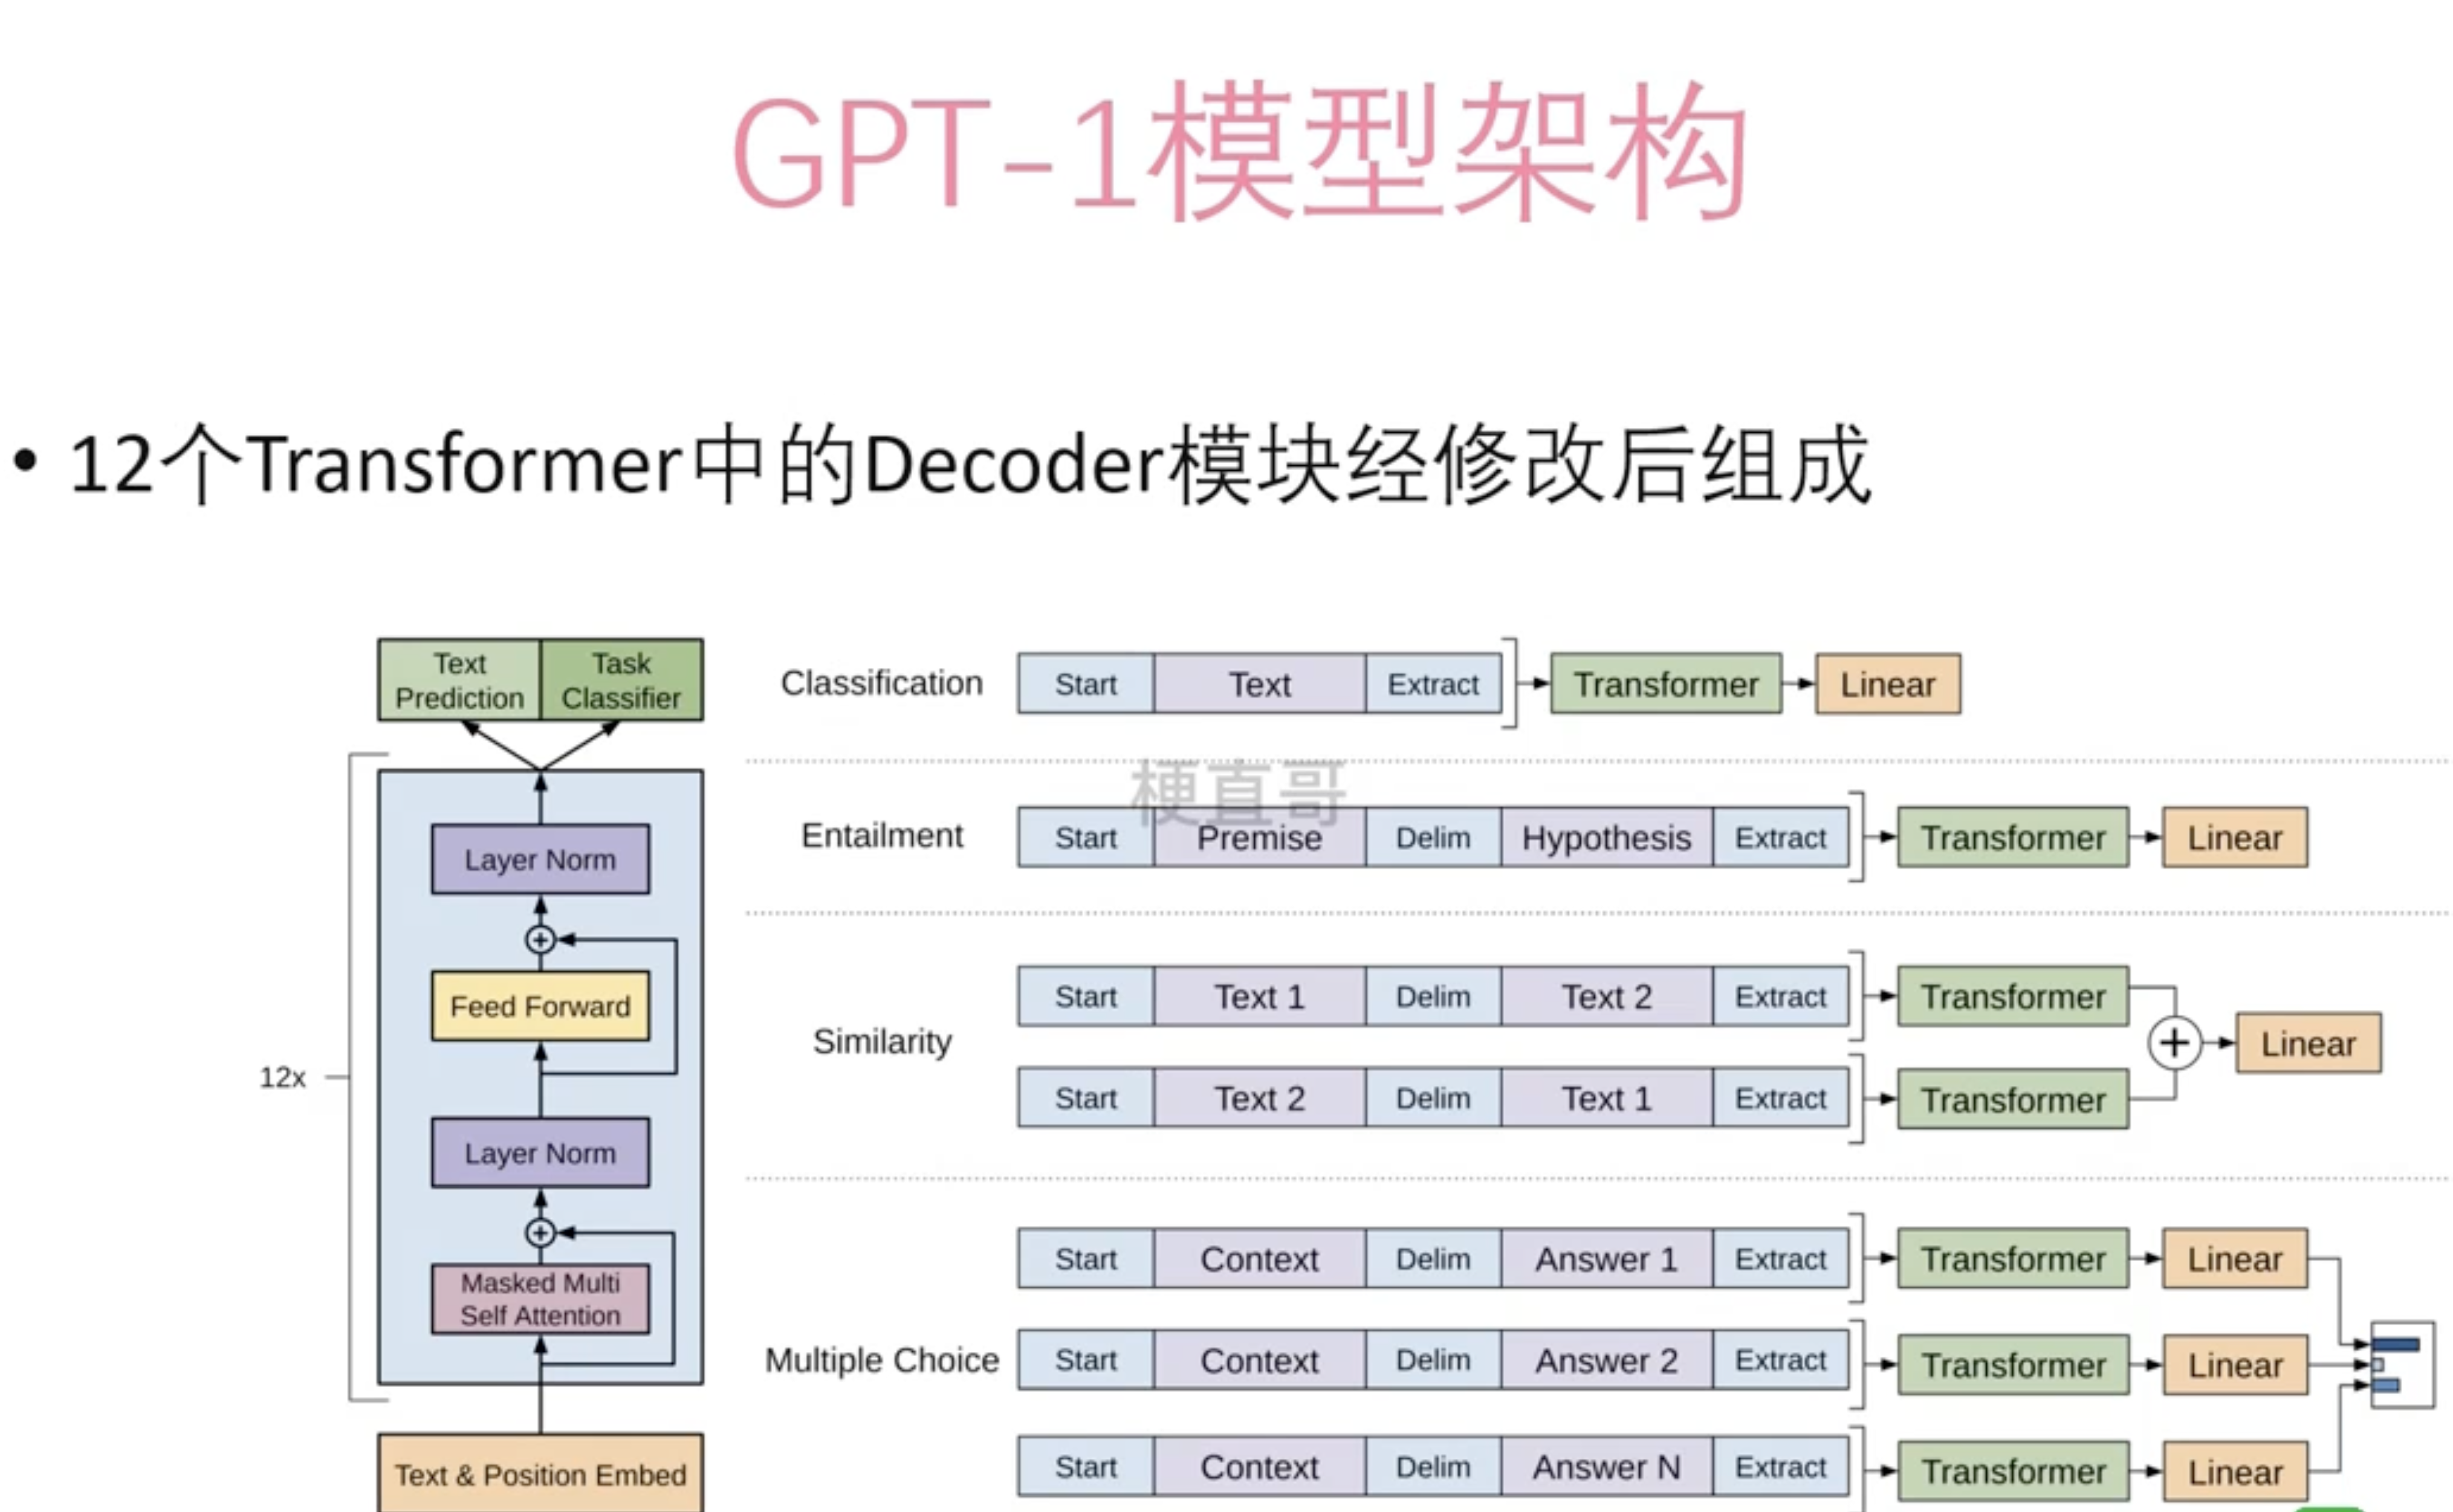 GPT-1模型架构
• 12个Transformer中的Decoder模块经修改后组成
Text Prediction
Task Classifier
Layer Norm
Feed Forward
12x
Layer Norm
Masked Multi
Self Attention
Text & Position Embed
Classification Start Text Extract Transformer Linear
梗直哥
Entailment Start Premise Delim Hypothesis Extract Transformer Linear
Start Text 1 Delim Text 2 Extract Transformer
Similarity + Linear
Start Text 2 Delim Text 1 Extract Transformer
Start Context Delim Answer 1 Extract Transformer Linear
Multiple Choice Start Context Delim Answer 2 Extract Transformer Linear
Start Context Delim Answer N Extract Transformer Linear